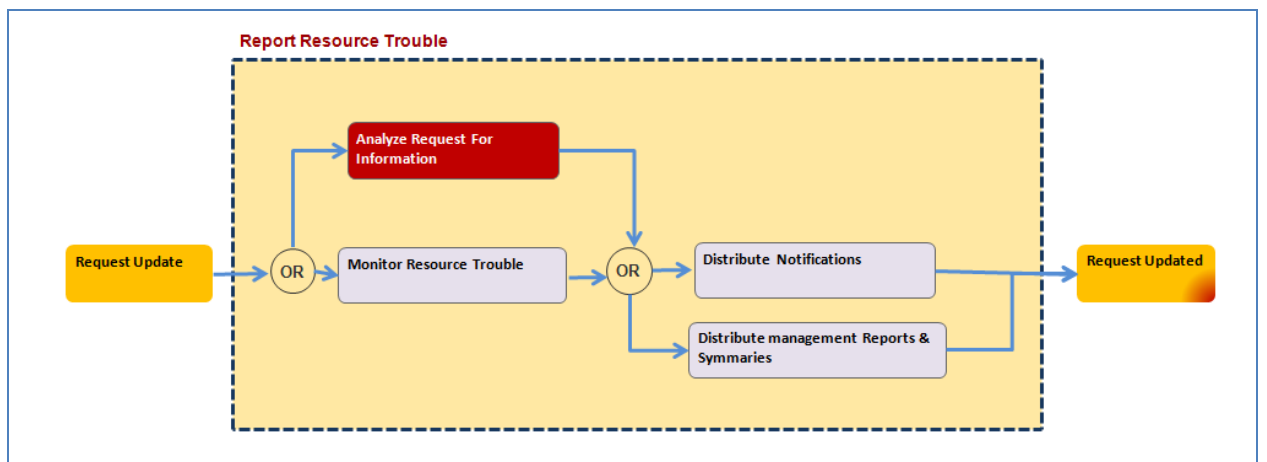 Report Resource Trouble
Analyze Request For
Information
Request Update
OR
Monitor Resource Trouble
OR
Distribute Notifications
Request Updated
Distribute management Reports &
Symmaries